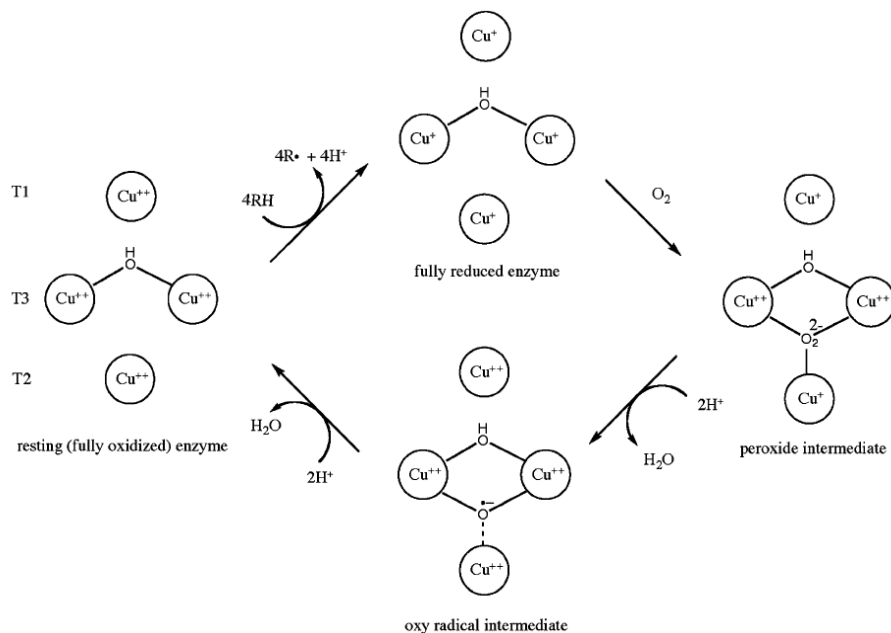 Cu⁺
H
O
Cu⁺ Cu⁺
Cu⁺
fully reduced enzyme
4R• + 4H⁺
4RH
O₂
T1 Cu⁺⁺
H
O
T3 Cu⁺⁺ Cu⁺⁺
T2 Cu⁺⁺
resting (fully oxidized) enzyme
Cu⁺
H
O
Cu⁺⁺ Cu⁺⁺
O₂²⁻
Cu⁺
peroxide intermediate
2H⁺
H₂O
Cu⁺⁺
H
O
Cu⁺⁺ Cu⁺⁺
O•−
Cu⁺⁺
oxy radical intermediate
H₂O
2H⁺